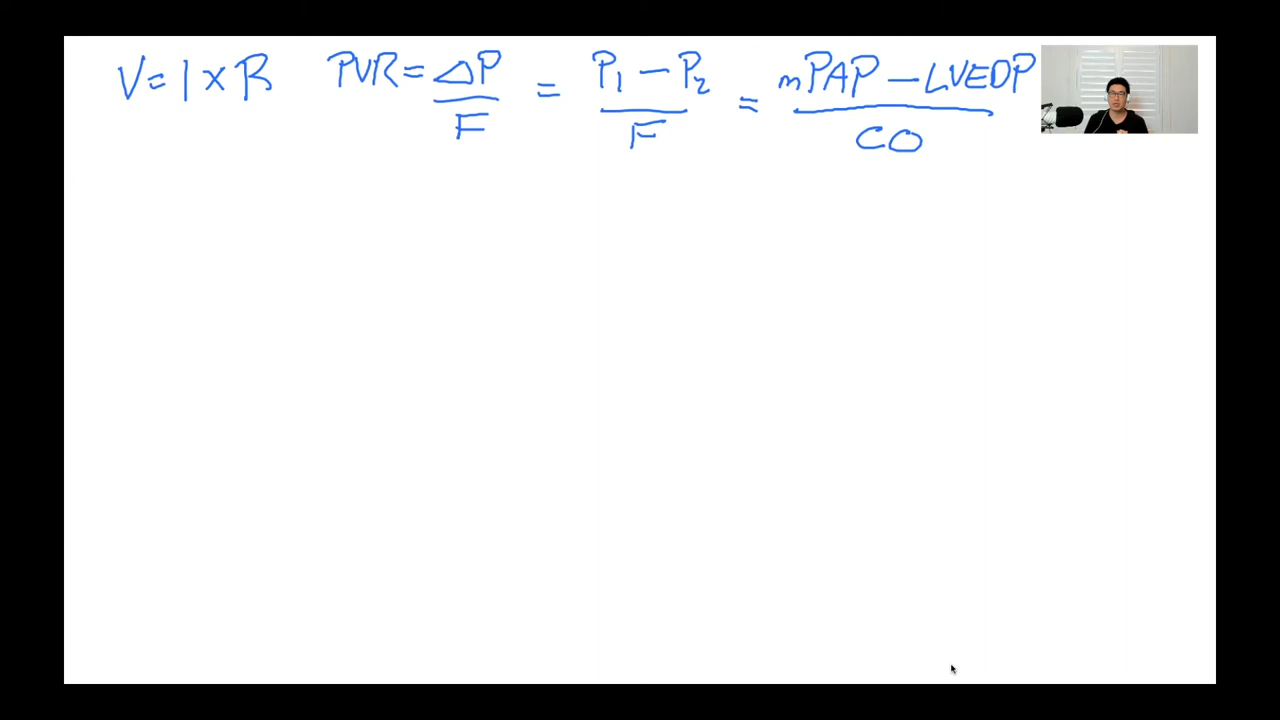 V = I x R PVR = ΔP / F = P₁ – P₂ / F = mPAP – LVEDP / CO